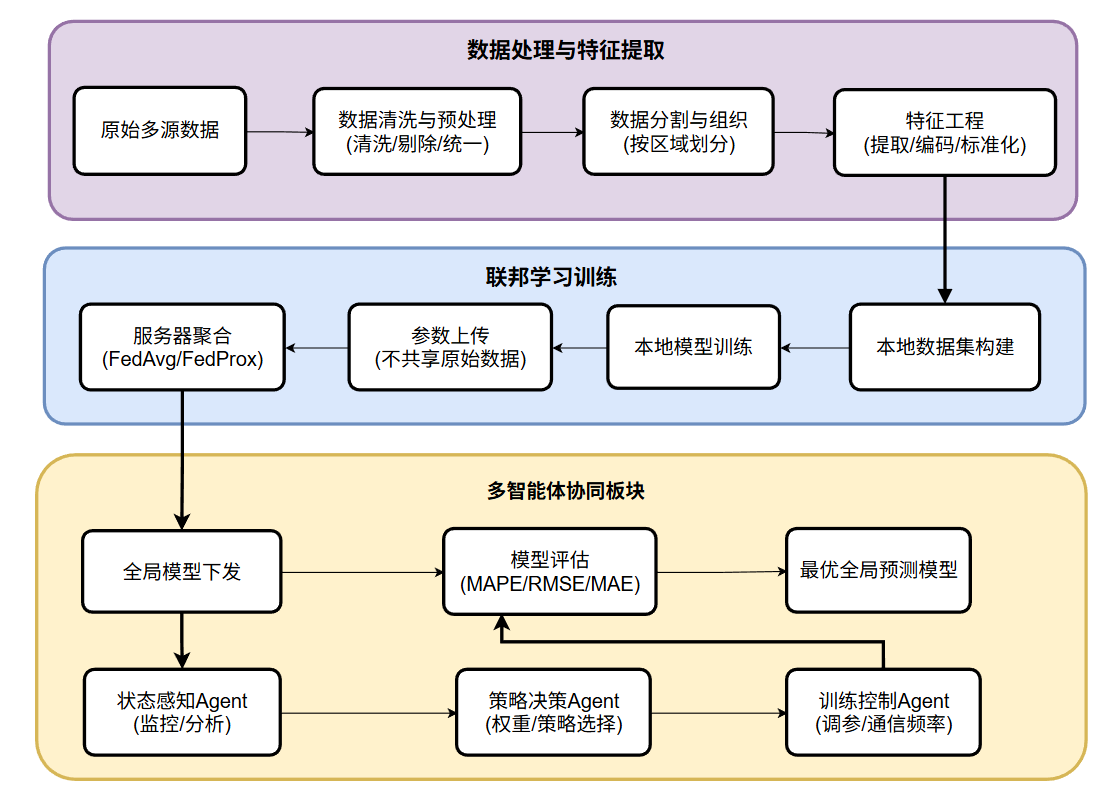 数据处理与特征提取
原始多源数据
数据清洗与预处理
(清洗/剔除/统一)
数据分割与组织
(按区域划分)
特征工程
(提取/编码/标准化)
联邦学习训练
服务器聚合
(FedAvg/FedProx)
参数上传
(不共享原始数据)
本地模型训练
本地数据集构建
多智能体协同板块
全局模型下发
模型评估
(MAPE/RMSE/MAE)
最优全局预测模型
状态感知Agent
(监控/分析)
策略决策Agent
(权重/策略选择)
训练控制Agent
(调参/通信频率)